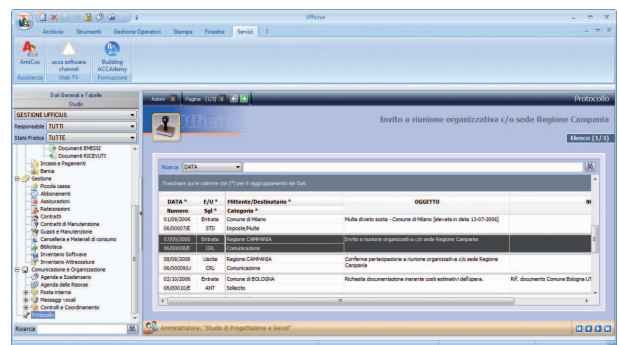 Ufficius
Archivio Strumenti Gestione Operatori Stampe Finestra Servizi ?
AmiCus
acca software channel
Building ACCAdemy
Assistenza Web TV Formazione
Dati Generali e Tabelle
Studio
GESTIONE UFFICIUS
Responsabile TUTTI
Stato Pratica TUTTE
Documenti EMESSI
Documenti RICEVUTI
Incassi e Pagamenti
Banca
Gestione
Piccole casse
Abbonamenti
Assicurazioni
Rateizzazioni
Contratti
Contratti di Manutenzione
Guasti e Manutenzione
Cancelleria e Materiali di consumo
Biblioteca
Inventario Software
Inventario Attrezzature
Comunicazione e Organizzazione
Agenda e Scadenzario
Agenda delle Risorse
Posta interna
Messaggi vocali
Controlli e Coordinamento
Protocollo
Ricerca
Azioni Pagina (1/3) Protocollo
Invito a riunione organizzativa c/o sede Regione Campania
Elenco (1/3)
Ricerca DATA
Trascinare qui le colonne con (*) per il raggruppamento dei Dati
DATA * E/U * Mittente/Destinatario * OGGETTO
Numero Sgl * Categoria *
01/09/2006 Entrata Comune di Milano Multa divieto sosta - Comune di Milano [elevata in data 13-07-2006]
06/00007/E STD Imposte/Multe
07/09/2006 Entrata Regione CAMPANIA Invito a riunione organizzativa c/o sede Regione Campania
06/00008/E CRL Comunicazione
08/09/2006 Uscita Regione CAMPANIA Conferma partecipazione a riunione organizzativa c/o sede Regione Campania
06/00009/U CRL Comunicazione
02/10/2006 Entrata Comune di BOLOGNA Richiesta documentazione inerente costi estimativi dell'opera. Rif. documento Comune Bologna UT
06/00010/E ANT Sollecito
Amministratore: "Studio di Progettazione e Servizi"